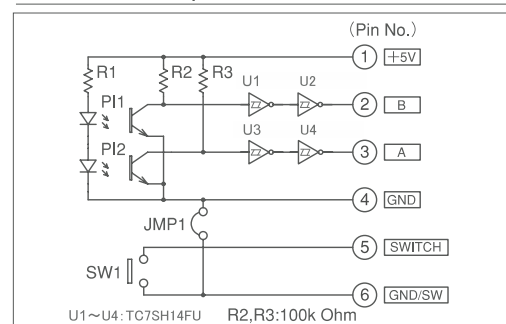 (Pin No.)
① +5V
R1 R2 R3 U1 U2
PI1 ② B
U3 U4
PI2 ③ A
④ GND
JMP1
⑤ SWITCH
SW1
⑥ GND/SW
U1~U4:TC7SH14FU R2,R3:100k Ohm